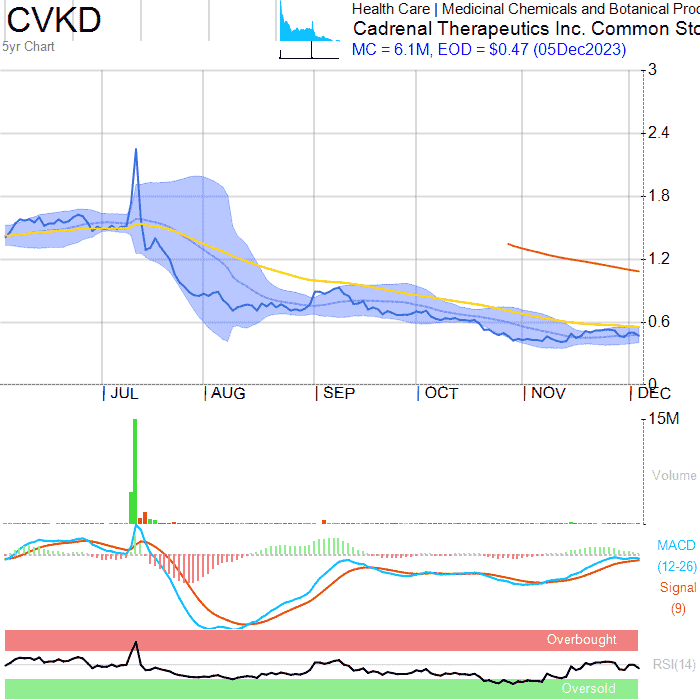 CVKD
5yr Chart
Health Care | Medicinal Chemicals and Botanical Proc
Cadrenal Therapeutics Inc. Common Sto
MC = 6.1M, EOD = $0.47 (05Dec2023)
3
2.4
1.8
1.2
0.6
0
JUL AUG SEP OCT NOV DEC
15M
Volume
MACD
(12-26)
Signal
(9)
Overbought
RSI(14)
Oversold